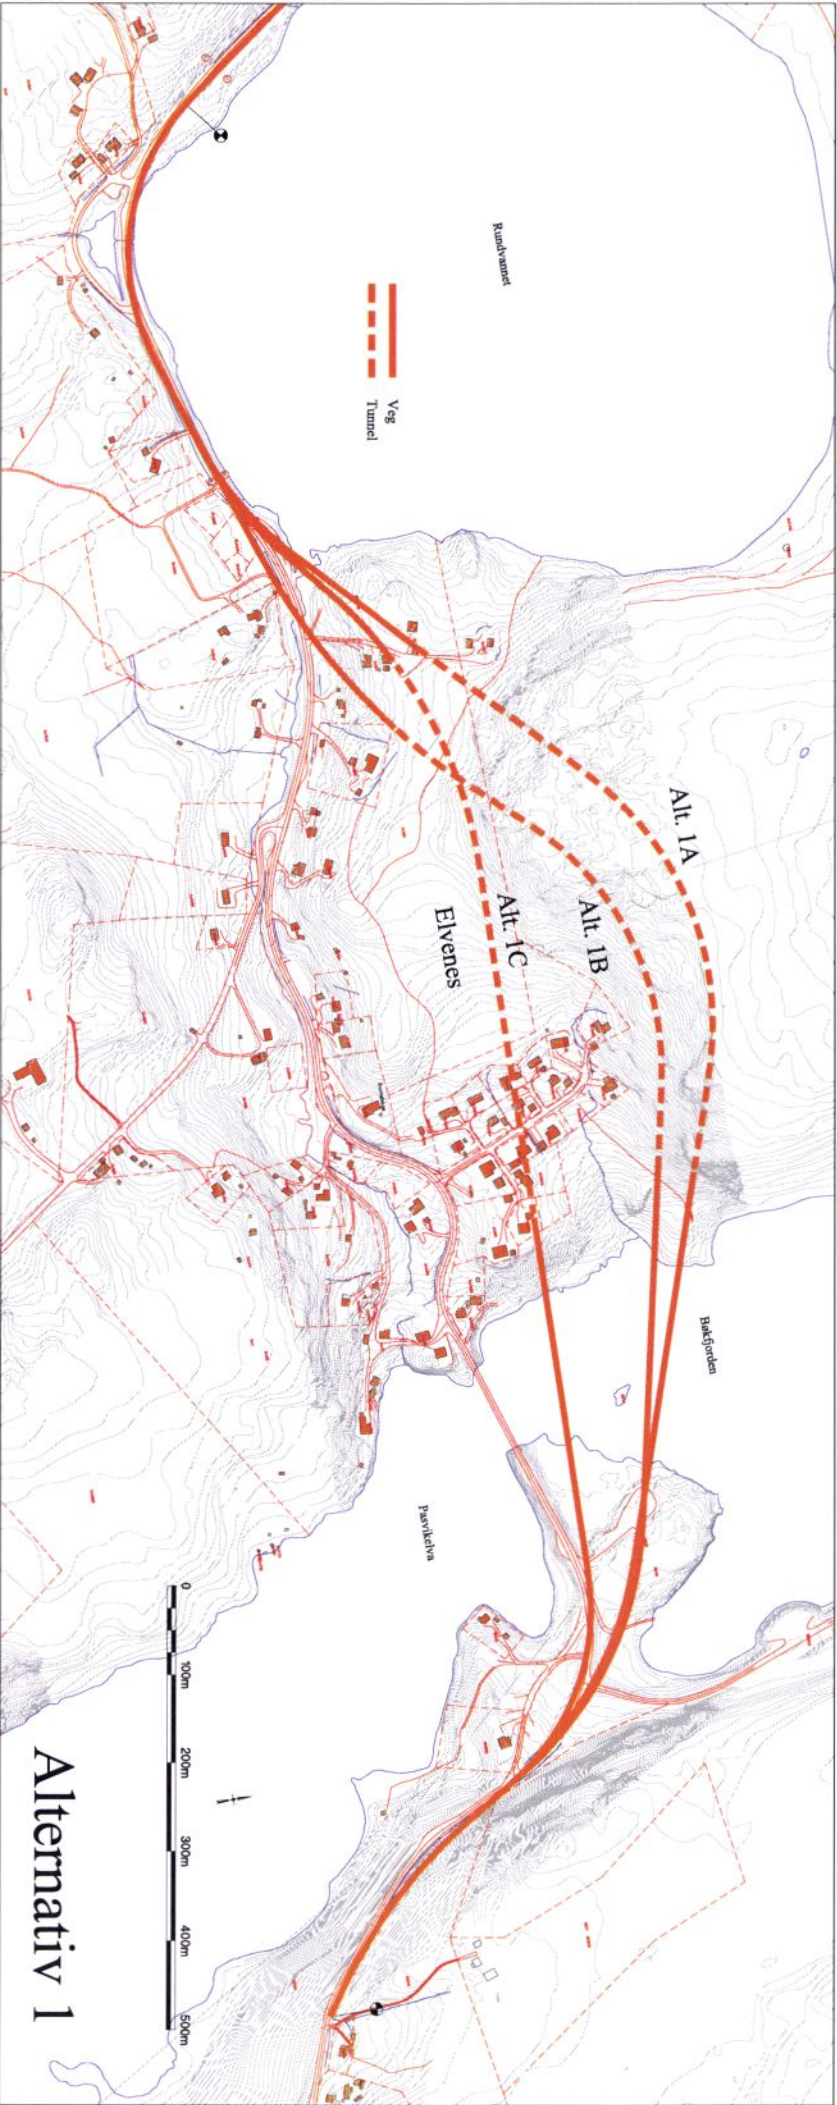 Rundvannet
Veg
Tunnel
Alt. 1A
Alt. 1B
Alt. 1C
Elvenes
Bøkfjorden
Pasvikelva
0 100m 200m 300m 400m 500m
Alternativ 1